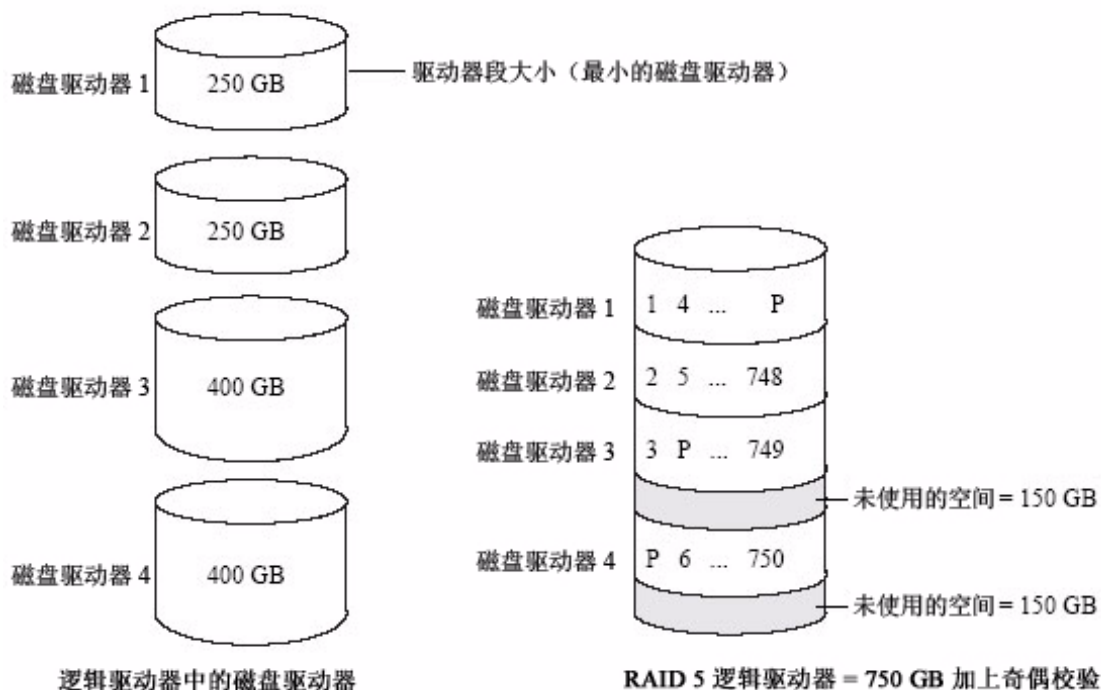 磁盘驱动器 1
250 GB
驱动器段大小（最小的磁盘驱动器）
磁盘驱动器 2
250 GB
磁盘驱动器 3
400 GB
磁盘驱动器 4
400 GB
逻辑驱动器中的磁盘驱动器
磁盘驱动器 1
1 4 ... P
磁盘驱动器 2
2 5 ... 748
磁盘驱动器 3
3 P ... 749
未使用的空间 = 150 GB
磁盘驱动器 4
P 6 ... 750
未使用的空间 = 150 GB
RAID 5 逻辑驱动器 = 750 GB 加上奇偶校验